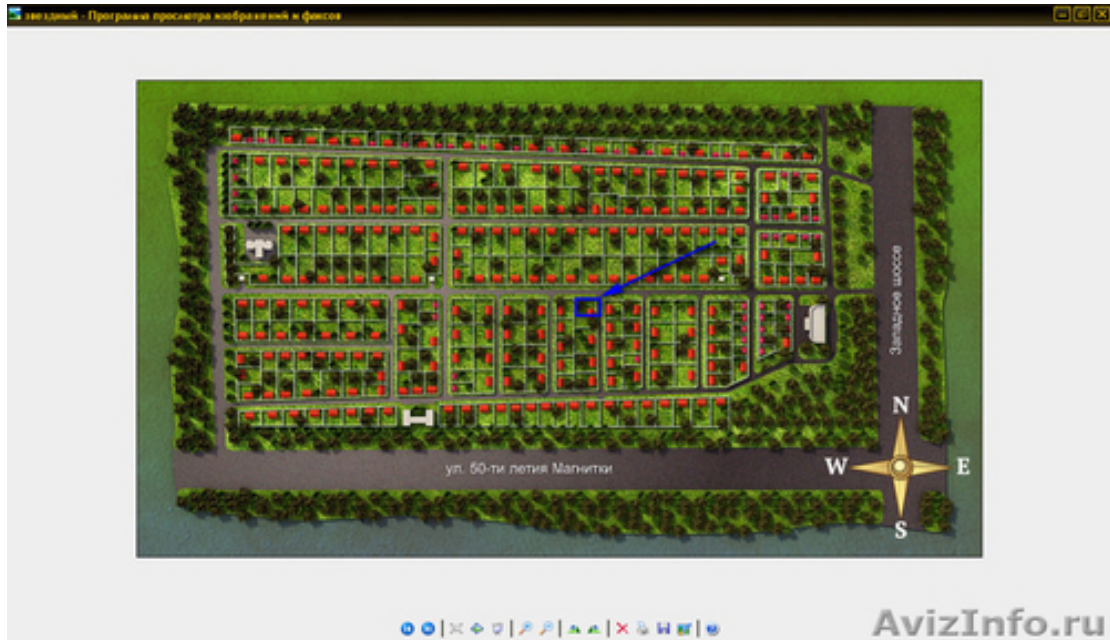 звездный - Программа просмотра изображений и факсов
Западное шоссе
N
W
E
S
ул. 50-ти летия Магнитки
AvizInfo.ru